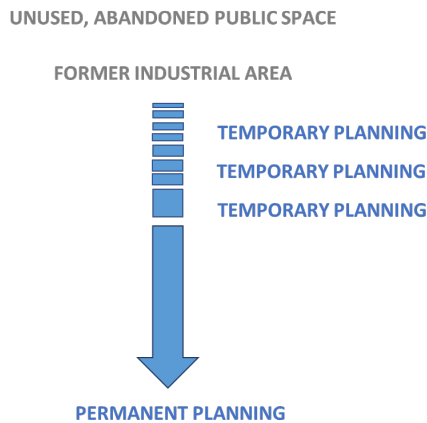 UNUSED, ABANDONED PUBLIC SPACE
FORMER INDUSTRIAL AREA
TEMPORARY PLANNING
TEMPORARY PLANNING
TEMPORARY PLANNING
PERMANENT PLANNING